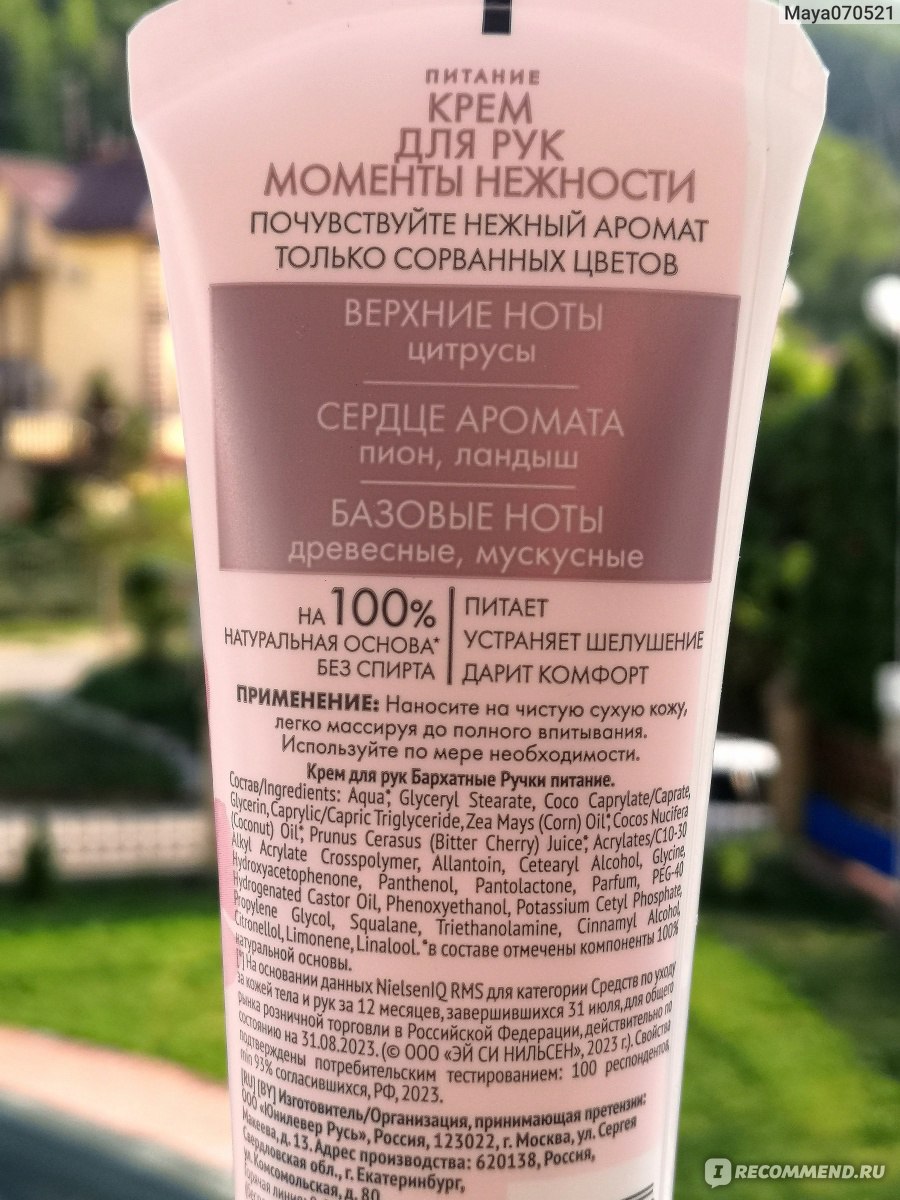 Maya070521
ПИТАНИЕ
КРЕМ
ДЛЯ РУК
МОМЕНТЫ НЕЖНОСТИ
ПОЧУВСТВУЙТЕ НЕЖНЫЙ АРОМАТ
ТОЛЬКО СОРВАННЫХ ЦВЕТОВ
ВЕРХНИЕ НОТЫ
цитрусы
СЕРДЦЕ АРОМАТА
пион, ландыш
БАЗОВЫЕ НОТЫ
древесные, мускусные
НА 100%
НАТУРАЛЬНАЯ ОСНОВА*
БЕЗ СПИРТА
ПИТАЕТ
УСТРАНЯЕТ ШЕЛУШЕНИЕ
ДАРИТ КОМФОРТ
ПРИМЕНЕНИЕ: Наносите на чистую сухую кожу,
легко массируя до полного впитывания.
Используйте по мере необходимости.
Крем для рук Бархатные Ручки питание.
Состав/Ingredients: Aqua*, Glyceryl Stearate, Coco Caprylate/Caprate,
Glycerin, Caprylic/Capric Triglyceride, Zea Mays (Corn) Oil*, Cocos Nucifera
(Coconut) Oil*, Prunus Cerasus (Bitter Cherry) Juice*, Acrylates/C10-30
Alkyl Acrylate Crosspolymer, Allantoin, Cetearyl Alcohol, Glycine,
Hydroxyacetophenone, Panthenol, Pantolactone, Parfum, PEG-40
Hydrogenated Castor Oil, Phenoxyethanol, Potassium Cetyl Phosphate,
Propylene Glycol, Squalane, Triethanolamine, Cinnamyl Alcohol,
Citronellol, Limonene, Linalool. *в составе отмечены компоненты 100%
натуральной основы.
[*] На основании данных NielsenIQ RMS для категории Средств по уходу
за кожей тела и рук за 12 месяцев, завершившихся 31 июля, для общего
рынка розничной торговли в Российской Федерации, действительно по
состоянию на 31.08.2023. (© ООО «ЭЙ СИ НИЛЬСЕН», 2023 г.). Свойства
подтверждены потребительским тестированием: 100 респондентов,
min 93% согласившихся, РФ, 2023.
[RU] [BY] Изготовитель/Организация, принимающая претензии:
ООО «Юнилевер Русь», Россия, 123022, г. Москва, ул. Сергея
Макеева, д. 13. Адрес производства: 620138, Россия,
Свердловская обл., г. Екатеринбург,
ул. Комсомольская, д. 80
Горячая линия:
I RECOMMEND.RU